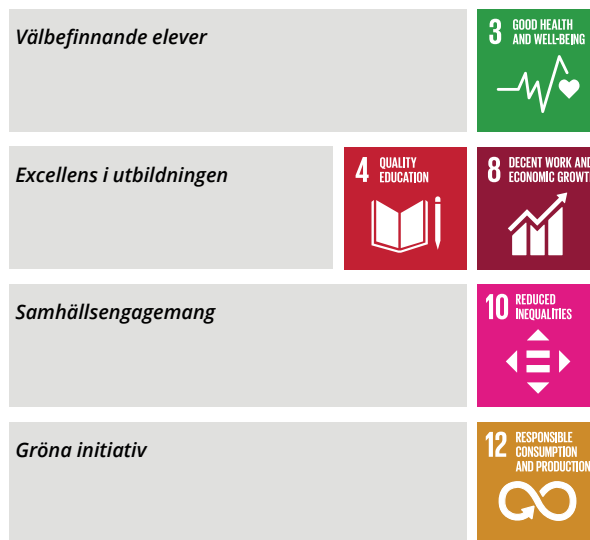 Välbefinnande elever
3 GOOD HEALTH
AND WELL-BEING
Excellens i utbildningen
4 QUALITY
EDUCATION
8 DECENT WORK AND
ECONOMIC GROWT
Samhällsengagemang
10 REDUCED
INEQUALITIES
Gröna initiativ
12 RESPONSIBLE
CONSUMPTION
AND PRODUCTION